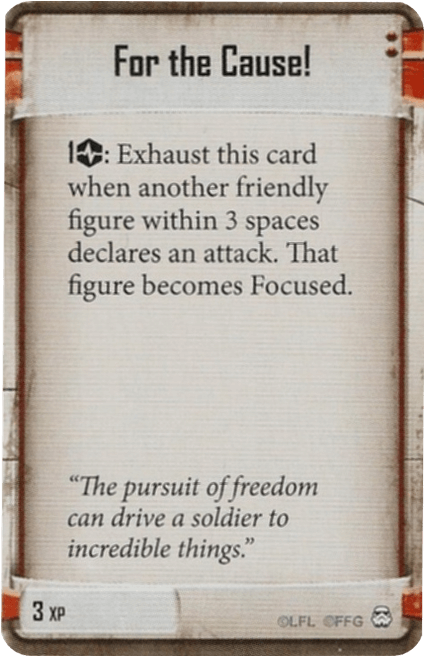 For the Cause!
1: Exhaust this card
when another friendly
figure within 3 spaces
declares an attack. That
figure becomes Focused.
“The pursuit of freedom
can drive a soldier to
incredible things.”
3 XP
©LFL ©FFG